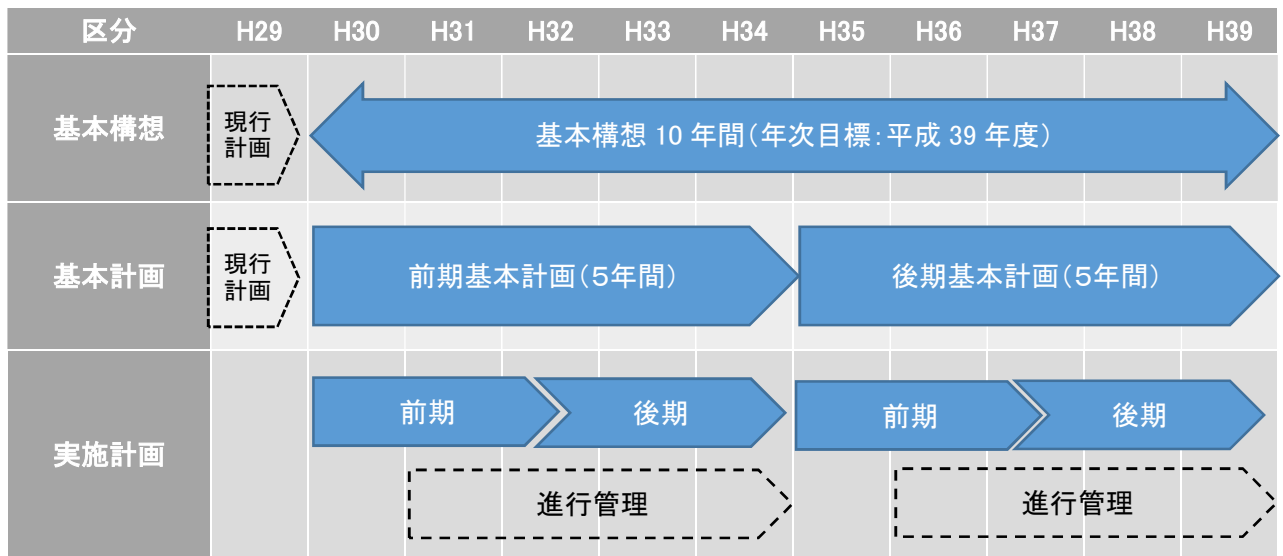 区分 H29 H30 H31 H32 H33 H34 H35 H36 H37 H38 H39
基本構想
現行
計画
基本構想 10 年間(年次目標:平成 39 年度)
基本計画
現行
計画
前期基本計画(5年間)
後期基本計画(5年間)
実施計画
前期
後期
前期
後期
進行管理
進行管理